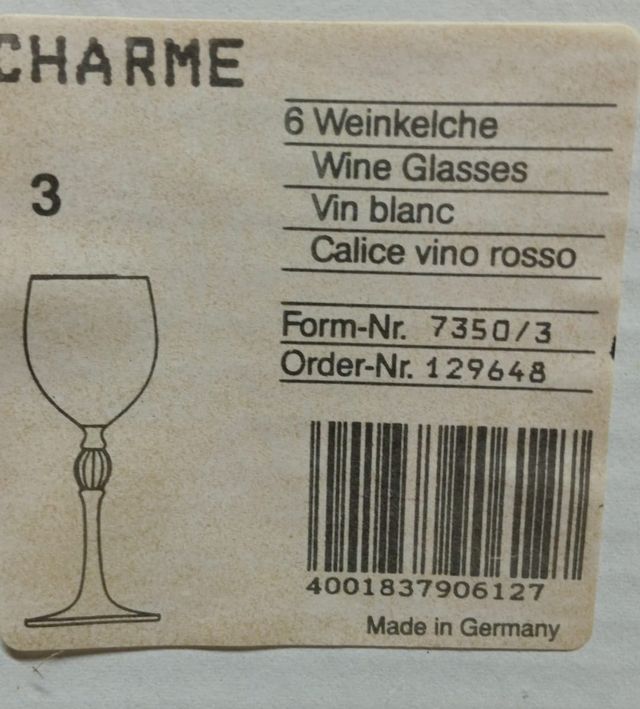 CHARME
3
6 Weinkelche
Wine Glasses
Vin blanc
Calice vino rosso
Form-Nr. 7350/3
Order-Nr. 129648
4001837906127
Made in Germany